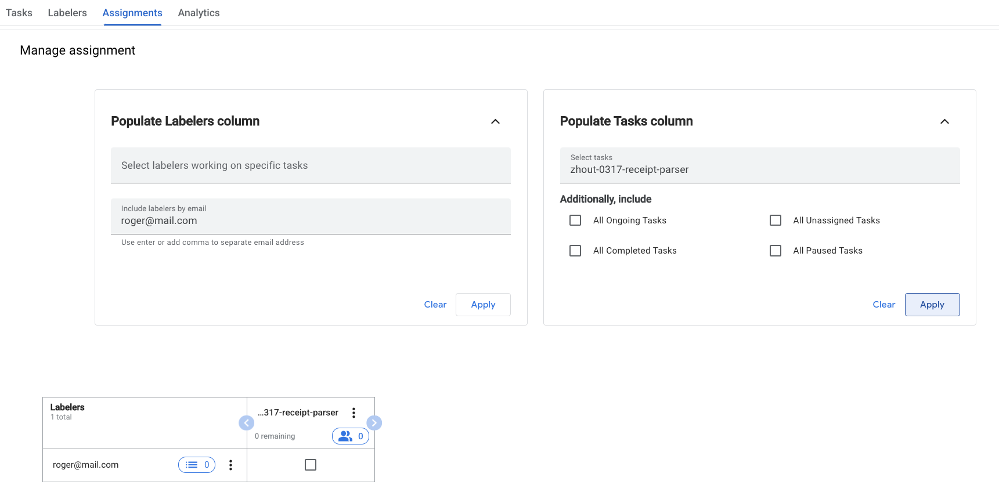 Tasks Labelers Assignments Analytics
Manage assignment
Populate Labelers column
Select labelers working on specific tasks
Include labelers by email
roger@mail.com
Use enter or add comma to separate email address
Clear Apply
Populate Tasks column
Select tasks
zhout-0317-receipt-parser
Additionally, include
All Ongoing Tasks All Unassigned Tasks
All Completed Tasks All Paused Tasks
Clear Apply
Labelers
1 total
...317-receipt-parser
0 remaining 0
roger@mail.com 0